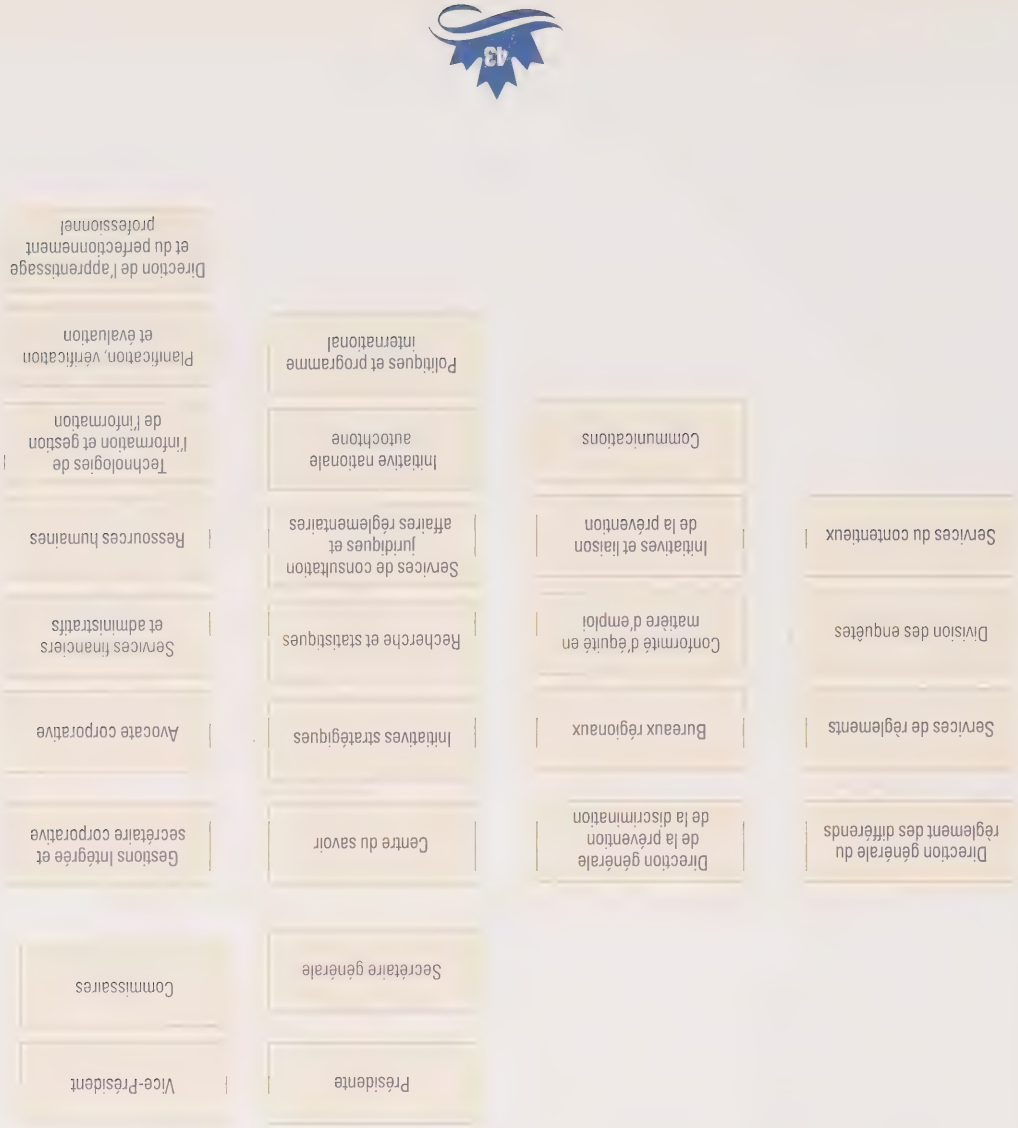 Présidente
Vice-Président
Secrétaire générale
Commissaires
Direction générale du
règlement des différends
Services de règlements
Division des enquêtes
Services du contentieux
Direction générale
de la prévention
de la discrimination
Bureaux régionaux
Conformité d'équité en
matière d'emploi
Initiatives et liaison
de la prévention
Communications
Centre du savoir
Initiatives stratégiques
Recherche et statistiques
Services de consultation
juridiques et
affaires réglementaires
Initiative nationale
autochtone
Politiques et programme
international
Gestions Intégrée et
secrétaire corporative
Avocate corporative
Services financiers
et administratifs
Ressources humaines
Technologies de
l'information et gestion
de l'information
Planification, vérification
et évaluation
Direction de l'apprentissage
et du perfectionnement
professionnel
43